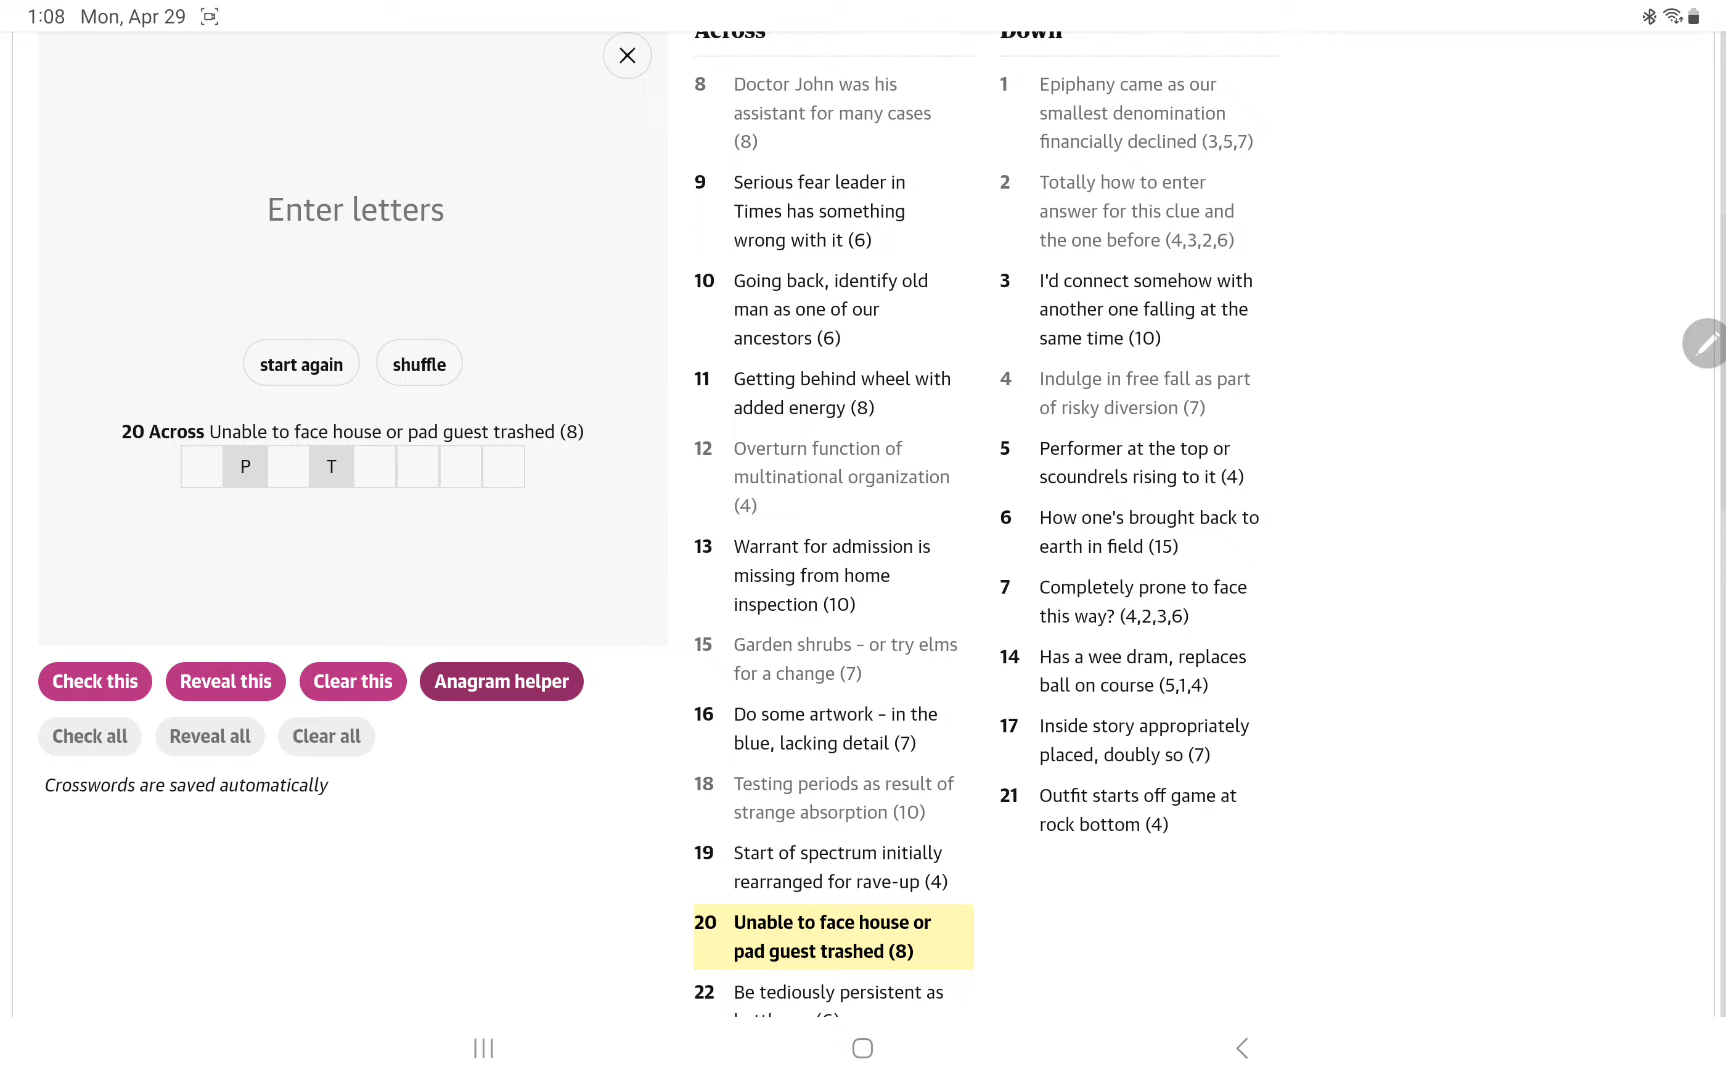 1:08 Mon, Apr 29
Enter letters
start again
shuffle
20 Across Unable to face house or pad guest trashed (8)
P T
Check this
Reveal this
Clear this
Anagram helper
Check all
Reveal all
Clear all
Crosswords are saved automatically
Across
8 Doctor John was his
assistant for many cases
(8)
9 Serious fear leader in
Times has something
wrong with it (6)
10 Going back, identify old
man as one of our
ancestors (6)
11 Getting behind wheel with
added energy (8)
12 Overturn function of
multinational organization
(4)
13 Warrant for admission is
missing from home
inspection (10)
15 Garden shrubs – or try elms
for a change (7)
16 Do some artwork – in the
blue, lacking detail (7)
18 Testing periods as result of
strange absorption (10)
19 Start of spectrum initially
rearranged for rave-up (4)
20 Unable to face house or
pad guest trashed (8)
22 Be tediously persistent as
Down
1 Epiphany came as our
smallest denomination
financially declined (3,5,7)
2 Totally how to enter
answer for this clue and
the one before (4,3,2,6)
3 I'd connect somehow with
another one falling at the
same time (10)
4 Indulge in free fall as part
of risky diversion (7)
5 Performer at the top or
scoundrels rising to it (4)
6 How one's brought back to
earth in field (15)
7 Completely prone to face
this way? (4,2,3,6)
14 Has a wee dram, replaces
ball on course (5,1,4)
17 Inside story appropriately
placed, doubly so (7)
21 Outfit starts off game at
rock bottom (4)